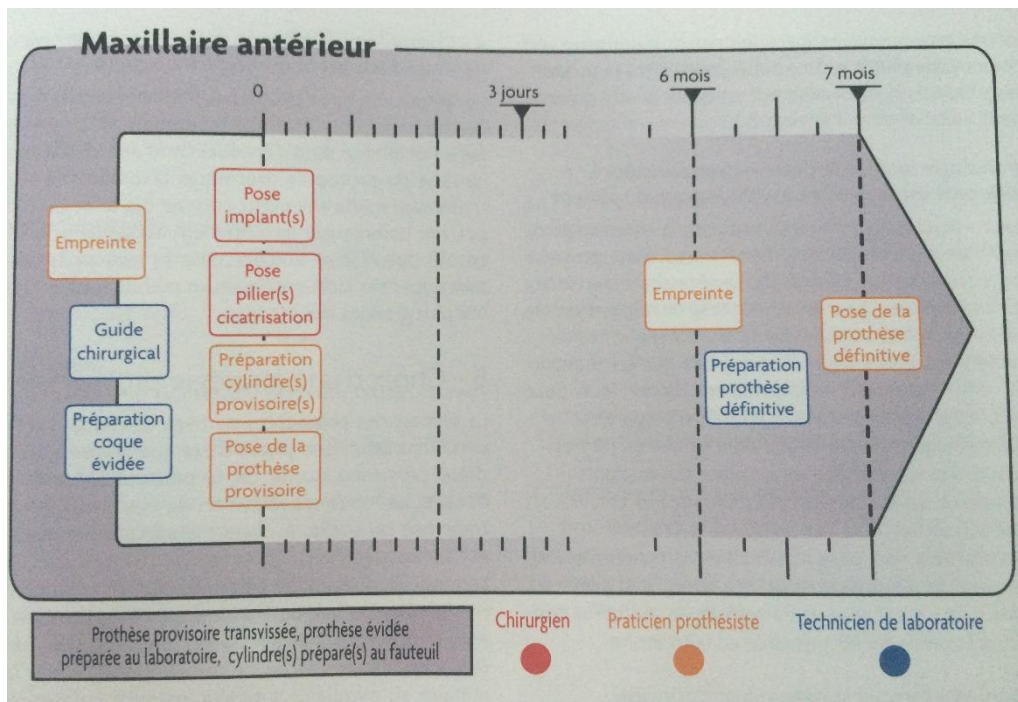 Maxillaire antérieur
0
3 jours
6 mois
7 mois
Empreinte
Guide
chirurgical
Préparation
coque
évidée
Pose
implant(s)
Pose
pilier(s)
cicatrisation
Préparation
cylindre(s)
provisoire(s)
Pose de la
prothèse
provisoire
Empreinte
Préparation
prothèse
définitive
Pose de la
prothèse
définitive
Prothèse provisoire transvissée, prothèse évidée
préparée au laboratoire, cylindre(s) préparé(s) au fauteuil
Chirurgien
Praticien prothésiste
Technicien de laboratoire